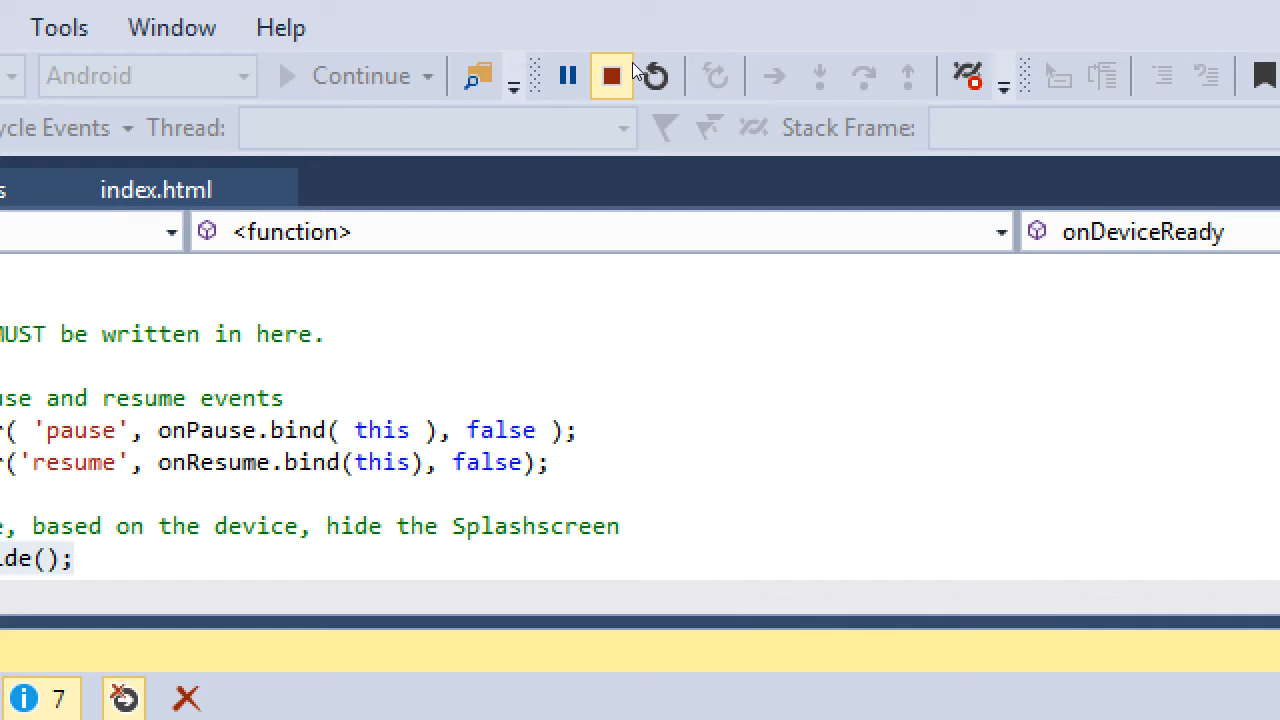 Tools Window Help
Android Continue
cycle Events Thread: Stack Frame:
s index.html
<function> onDeviceReady
MUST be written in here.
use and resume events
r( 'pause', onPause.bind( this ), false );
r('resume', onResume.bind(this), false);
e, based on the device, hide the Splashscreen
ide();
7